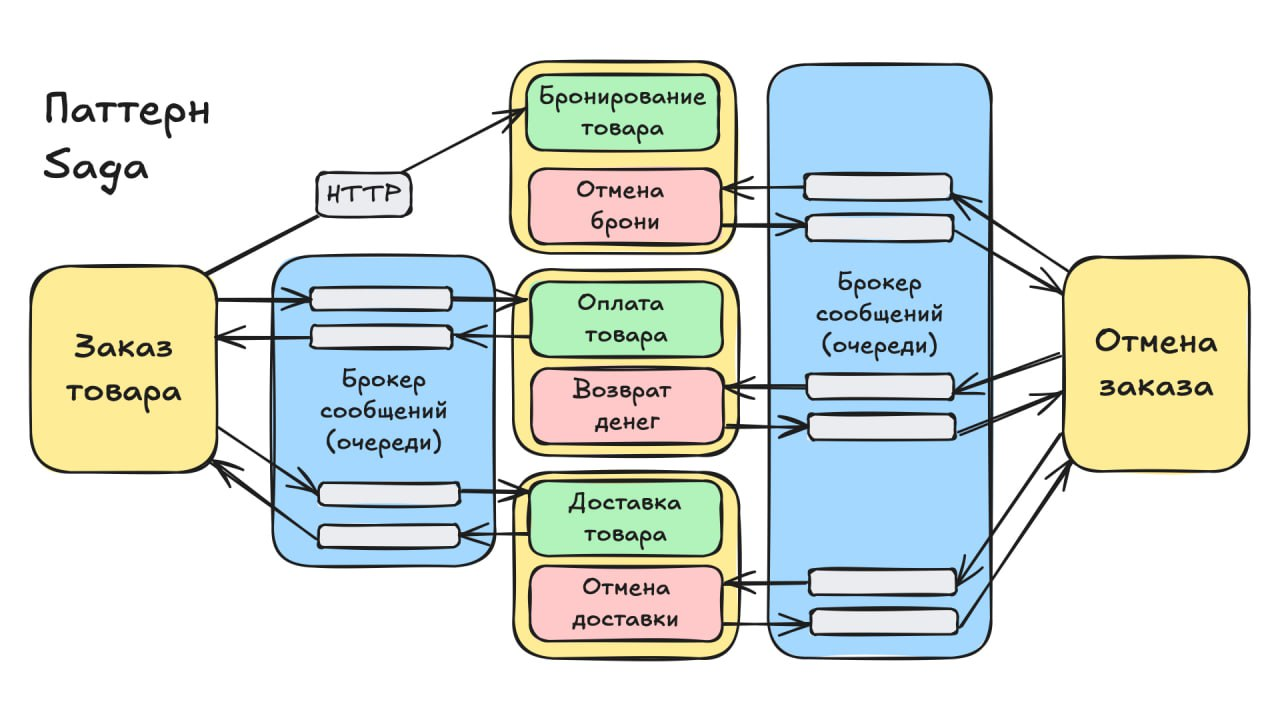 Паттерн
Saga
HTTP
Бронирование
товара
Отмена
брони
Заказ
товара
Брокер
сообщений
(очереди)
Оплата
товара
Возврат
денег
Доставка
товара
Отмена
доставки
Брокер
сообщений
(очереди)
Отмена
заказа